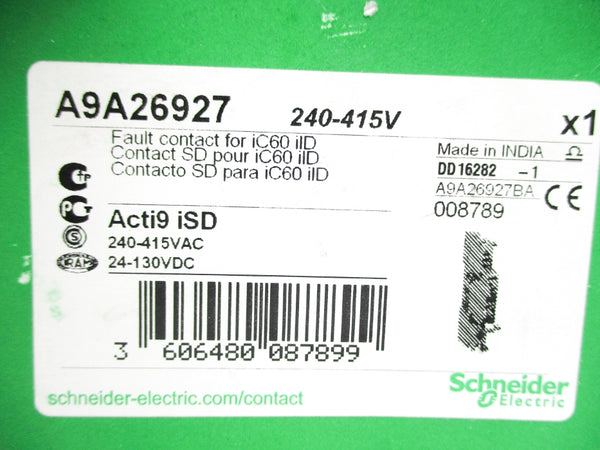 A9A26927 240-415V x1
Fault contact for iC60 iID
Contact SD pour iC60 iID
Contacto SD para iC60 iID
Made in INDIA
DD16282 -1
A9A26927BA CE
008789
Acti9 iSD
240-415VAC
24-130VDC
3 606480 087899
schneider-electric.com/contact
Schneider
Electric